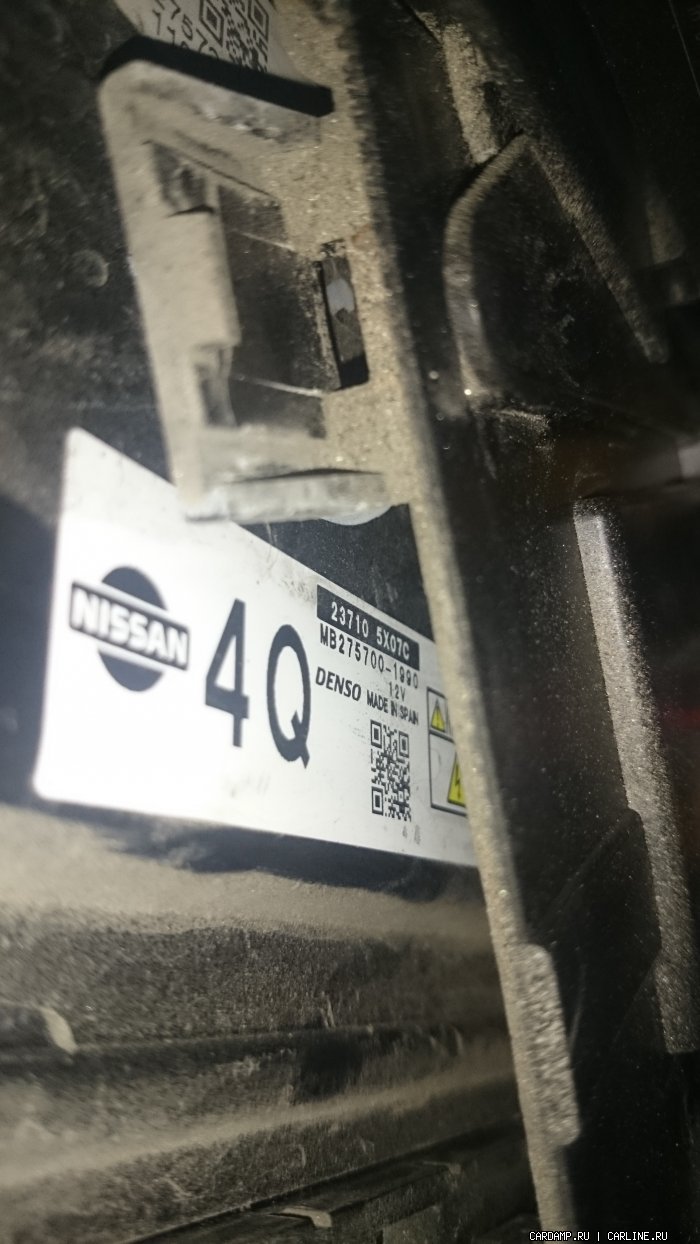 NISSAN
4Q
23710 5X07C
MB275700-1990
DENSO
12V
MADE IN SPAIN
CARDAMP.RU | CARLINE.RU